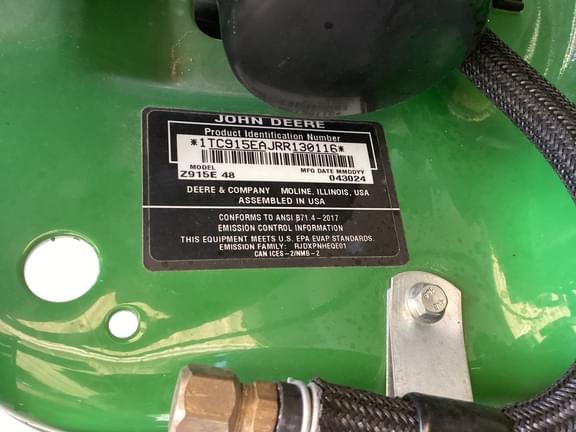 JOHN DEERE
Product Identification Number
*1TC915EAJRR130116*
MODEL MFG DATE MMDDYY
Z915E 48 043024
DEERE & COMPANY MOLINE, ILLINOIS, USA
ASSEMBLED IN USA
CONFORMS TO ANSI B71.4-2017
EMISSION CONTROL INFORMATION
THIS EQUIPMENT MEETS U.S. EPA EVAP STANDARDS.
EMISSION FAMILY: RJDXPNHEQE01
CAN ICES-2/NMB-2